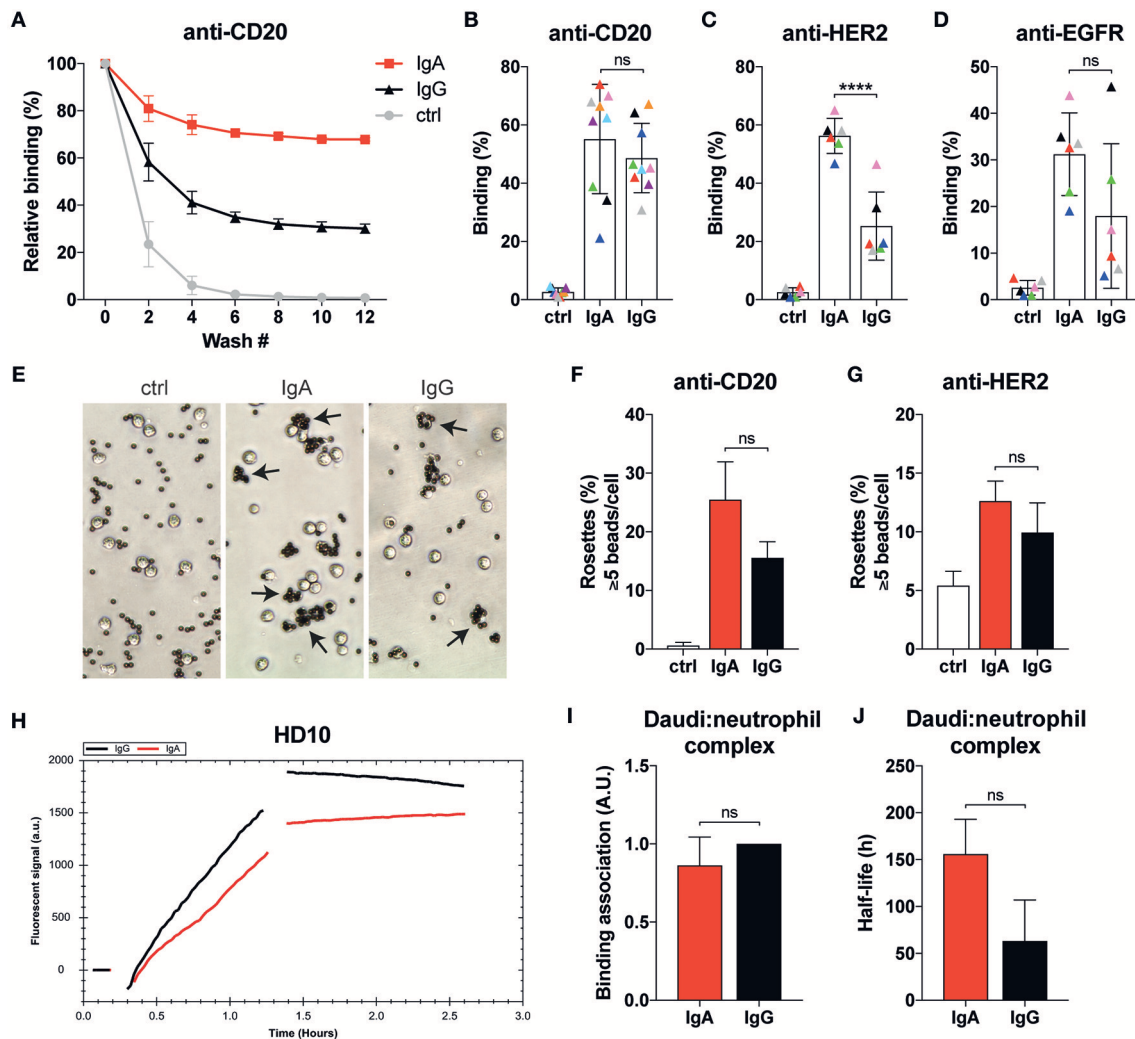 A
anti-CD20
Relative binding (%)
100
80
60
40
20
0
0 2 4 6 8 10 12
Wash #
IgA
IgG
ctrl
B
anti-CD20
ns
Binding (%)
80
60
40
20
0
ctrl IgA IgG
C
anti-HER2
****
Binding (%)
80
60
40
20
0
ctrl IgA IgG
D
anti-EGFR
ns
Binding (%)
50
40
30
20
10
0
ctrl IgA IgG
E
ctrl IgA IgG
F
anti-CD20
ns
Rosettes (%)
≥5 beads/cell
40
30
20
10
0
ctrl IgA IgG
G
anti-HER2
ns
Rosettes (%)
≥5 beads/cell
20
15
10
5
0
ctrl IgA IgG
H
HD10
IgG IgA
Fluorescent signal (a.u.)
2000
1500
1000
500
0
0.0 0.5 1.0 1.5 2.0 2.5 3.0
Time (Hours)
I
Daudi:neutrophil
complex
ns
Binding association (A.U.)
1.5
1.0
0.5
0.0
IgA IgG
J
Daudi:neutrophil
complex
ns
Half-life (h)
250
200
150
100
50
0
IgA IgG